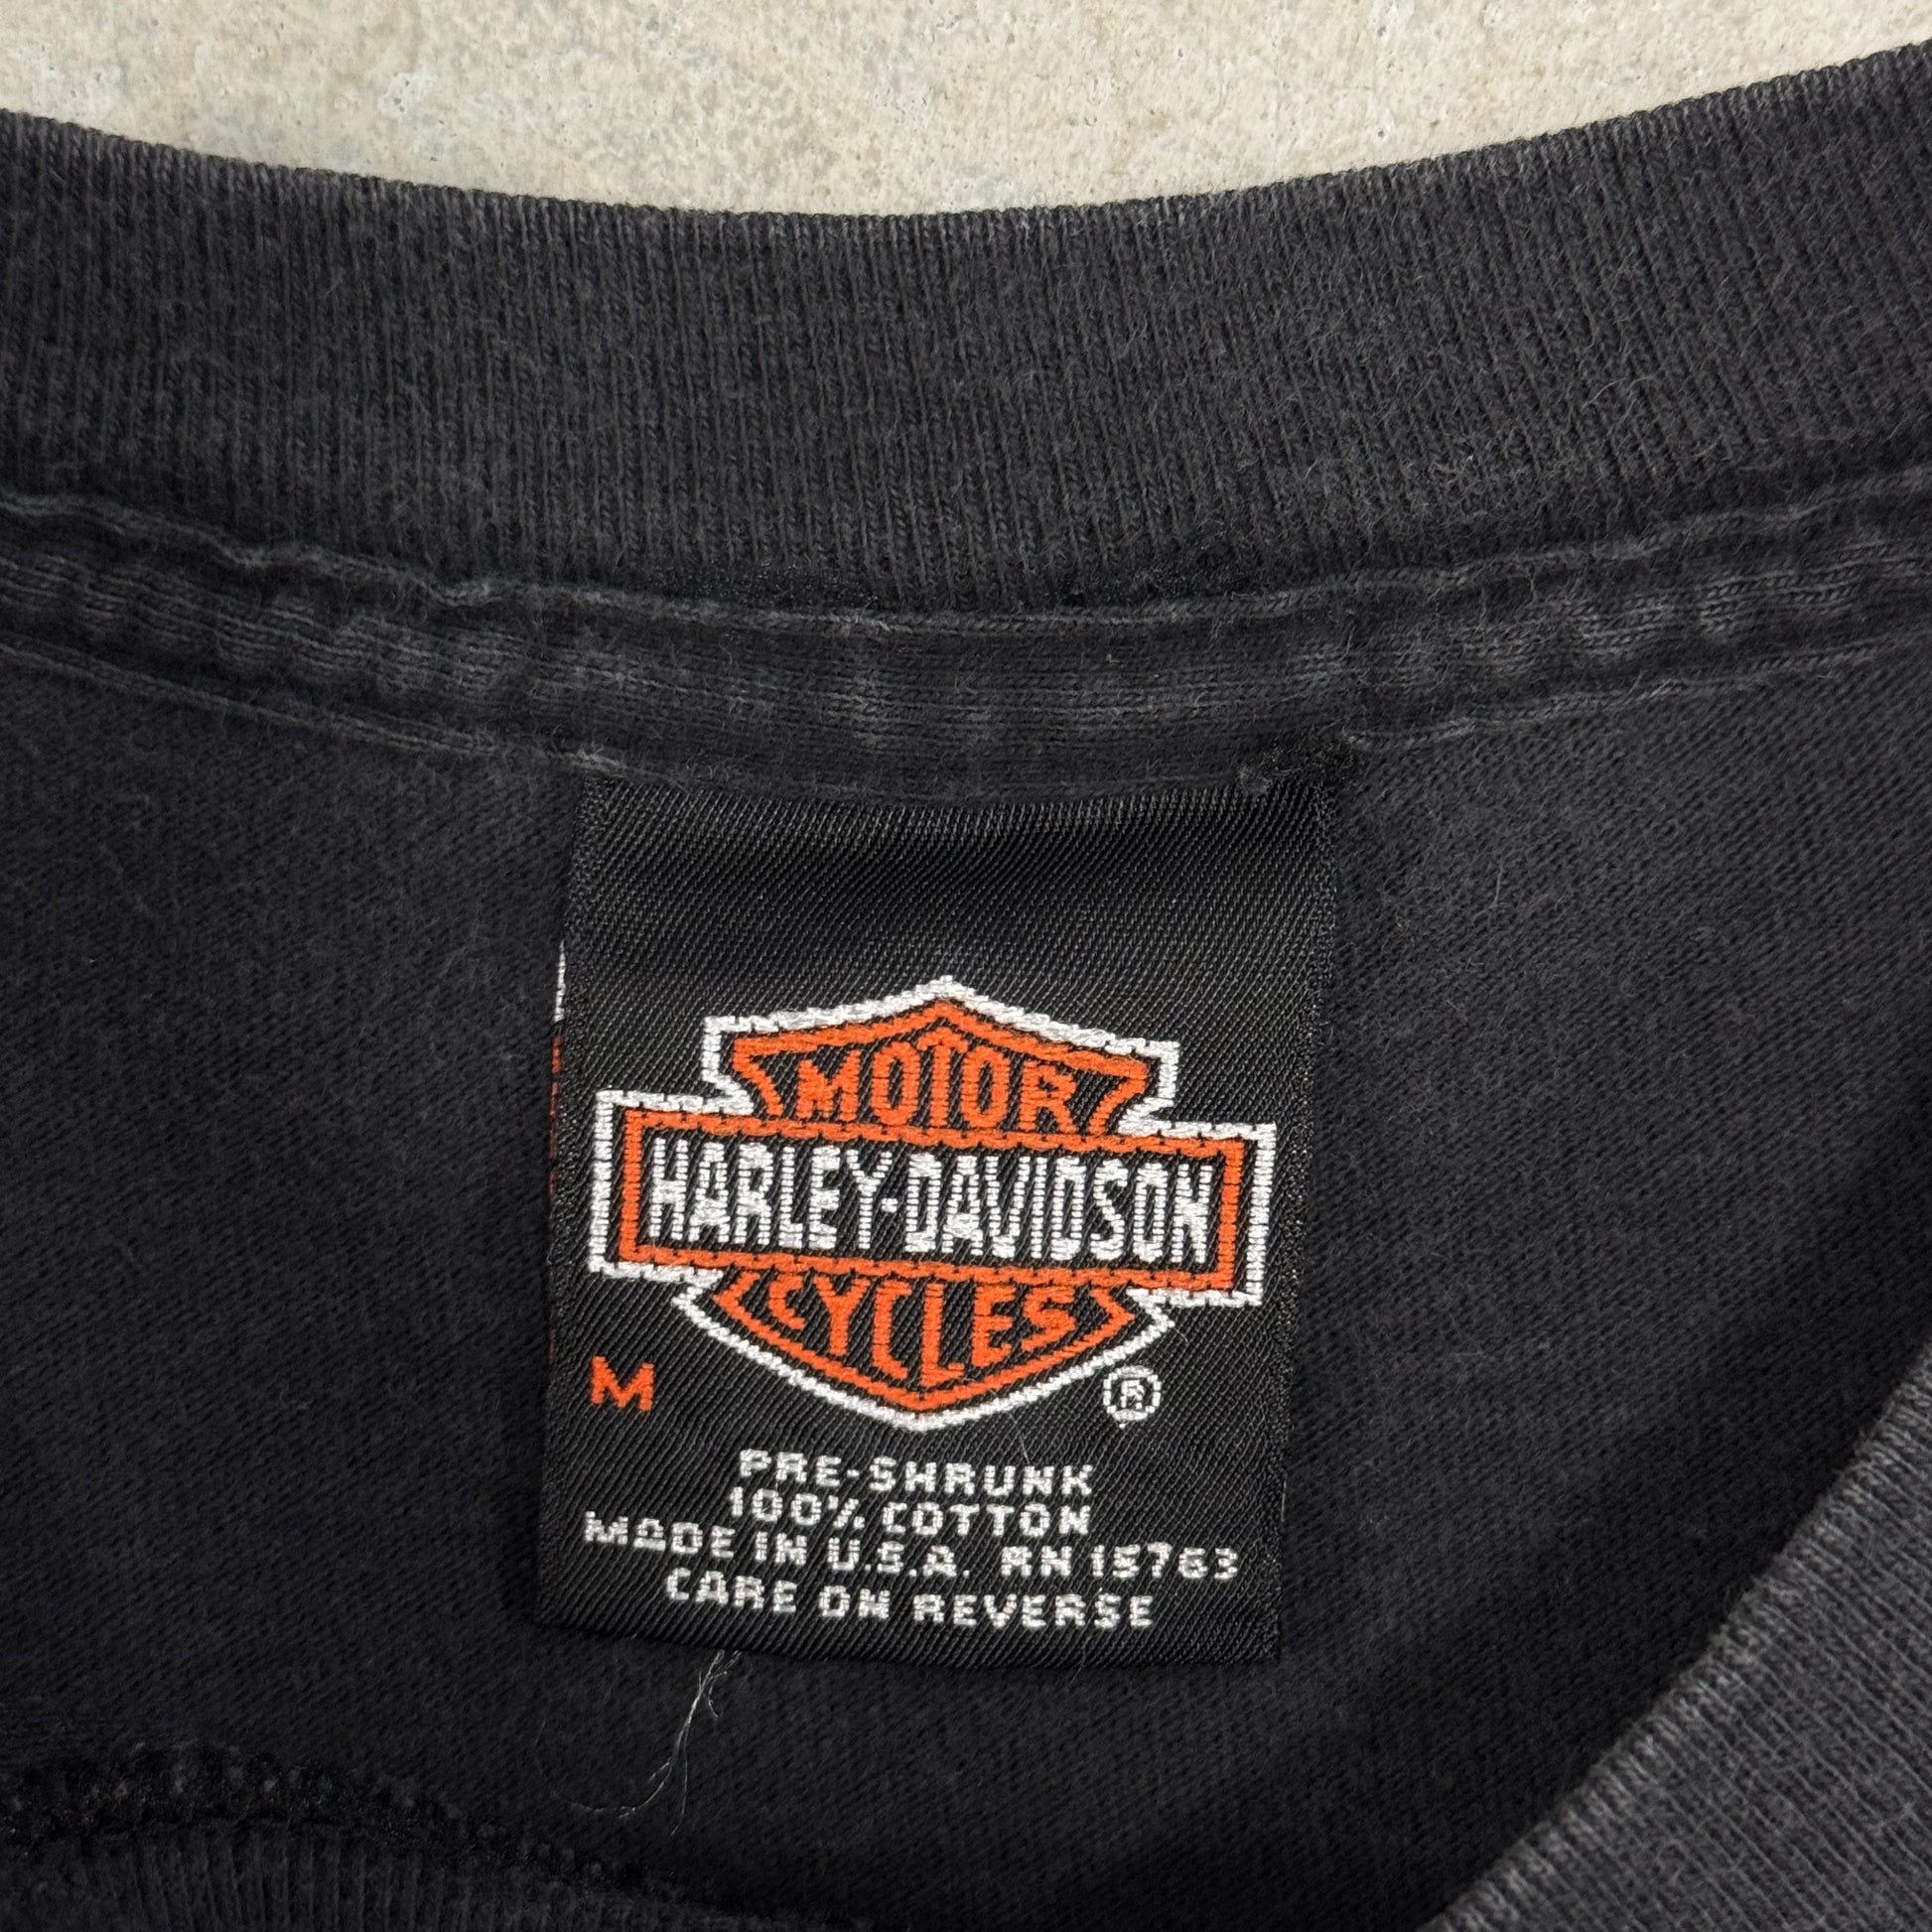 MOTOR
HARLEY-DAVIDSON
CYCLES
M
®
PRE-SHRUNK
100% COTTON
MADE IN U.S.A. RN 15763
CARE ON REVERSE